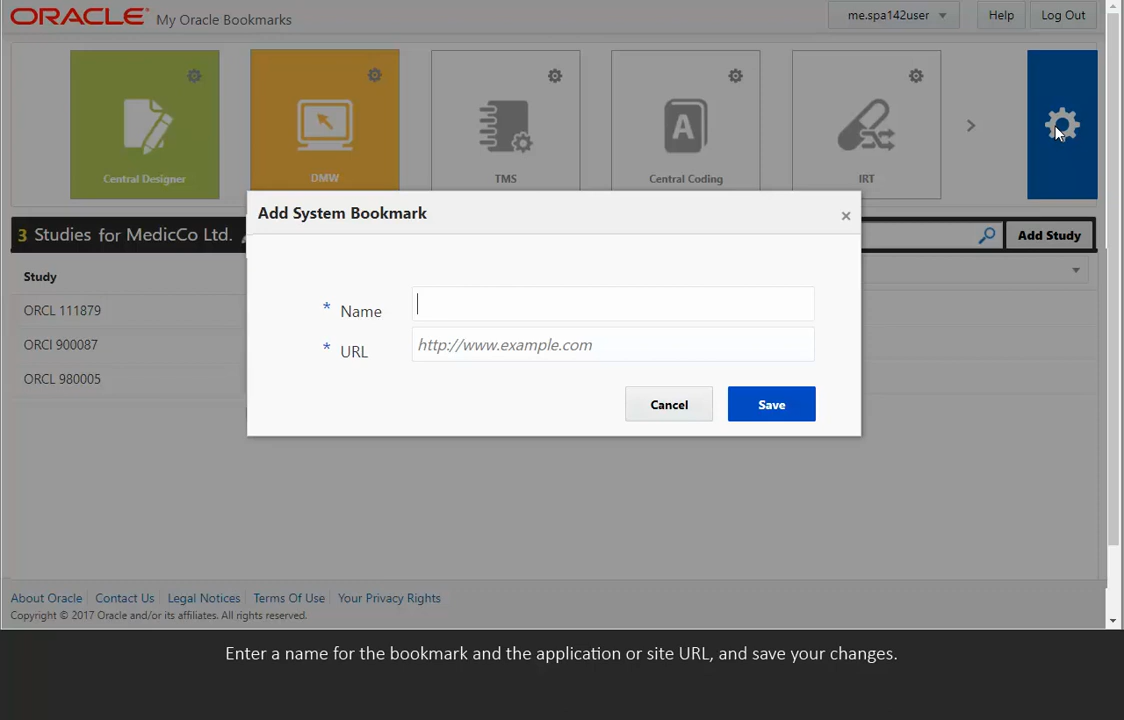 ORACLE My Oracle Bookmarks
me.spa142user
Help
Log Out
Central Designer
DMW
TMS
A
Central Coding
IRT
Add System Bookmark
×
3 Studies for MedicCo Ltd.
Add Study
Study
* Name
* URL
http://www.example.com
Cancel
Save
ORCL 111879
ORCI 900087
ORCL 980005
About Oracle
Contact Us
Legal Notices
Terms Of Use
Your Privacy Rights
Copyright © 2017 Oracle and/or its affiliates. All rights reserved.
Enter a name for the bookmark and the application or site URL, and save your changes.